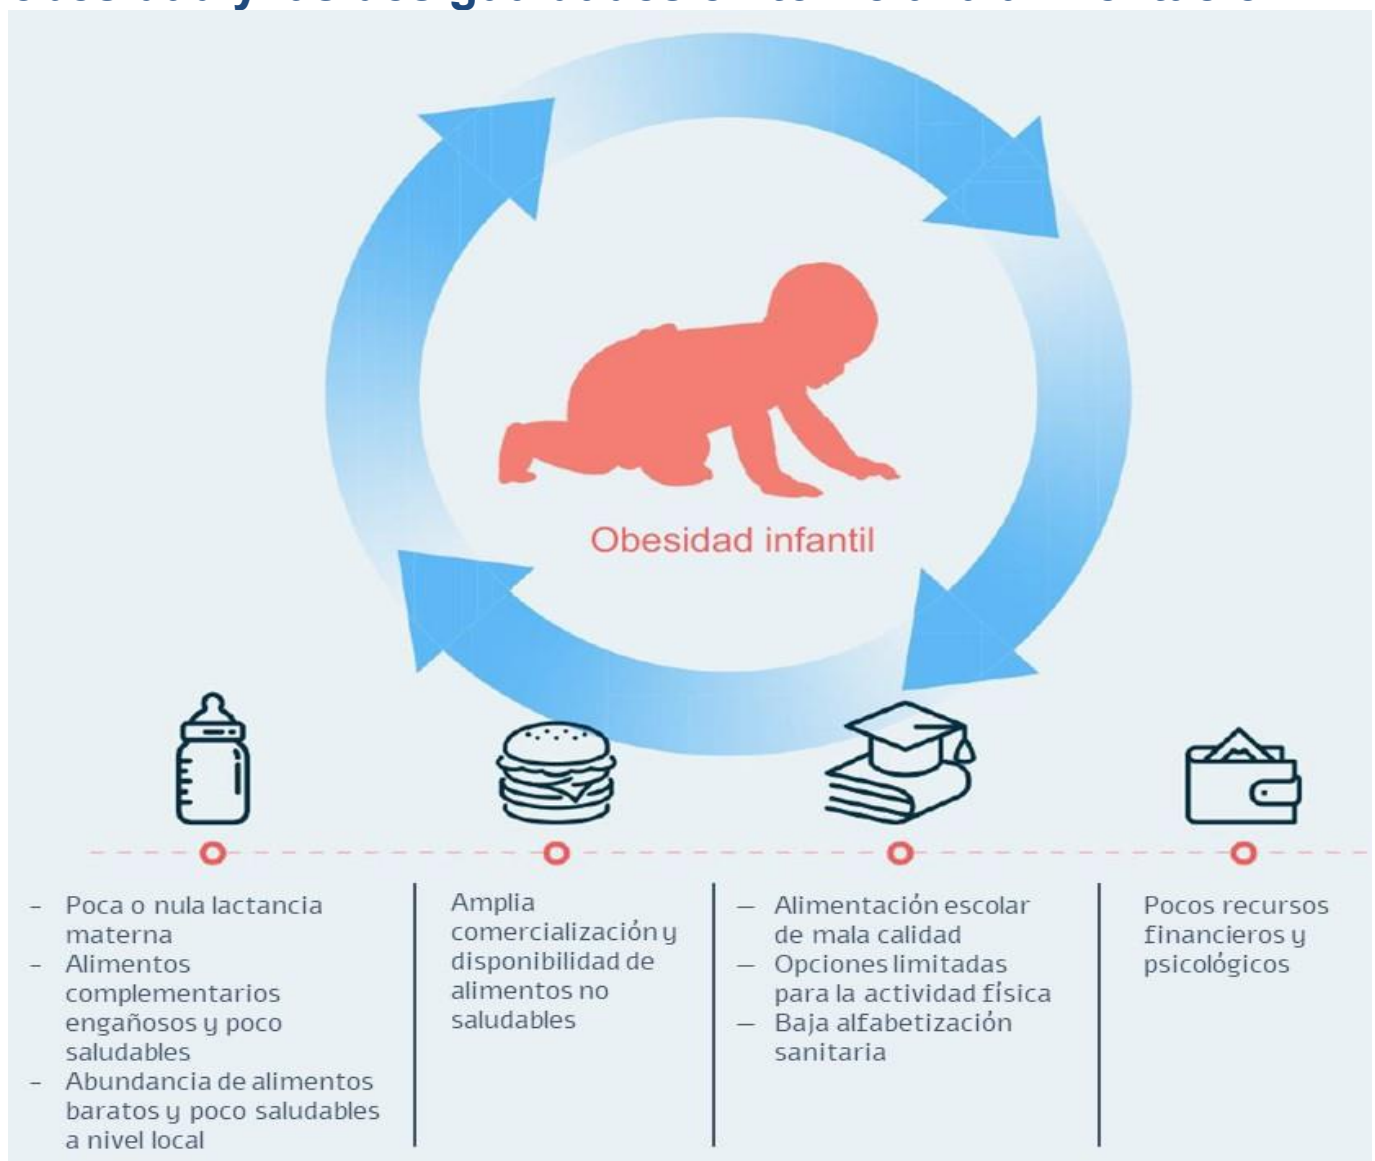 Obesidad infantil
- Poca o nula lactancia
materna
- Alimentos
complementarios
engañosos y poco
saludables
- Abundancia de alimentos
baratos y poco saludables
a nivel local
Amplia
comercialización y
disponibilidad de
alimentos no
saludables
— Alimentación escolar
de mala calidad
— Opciones limitadas
para la actividad física
— Baja alfabetización
sanitaria
Pocos recursos
financieros y
psicológicos